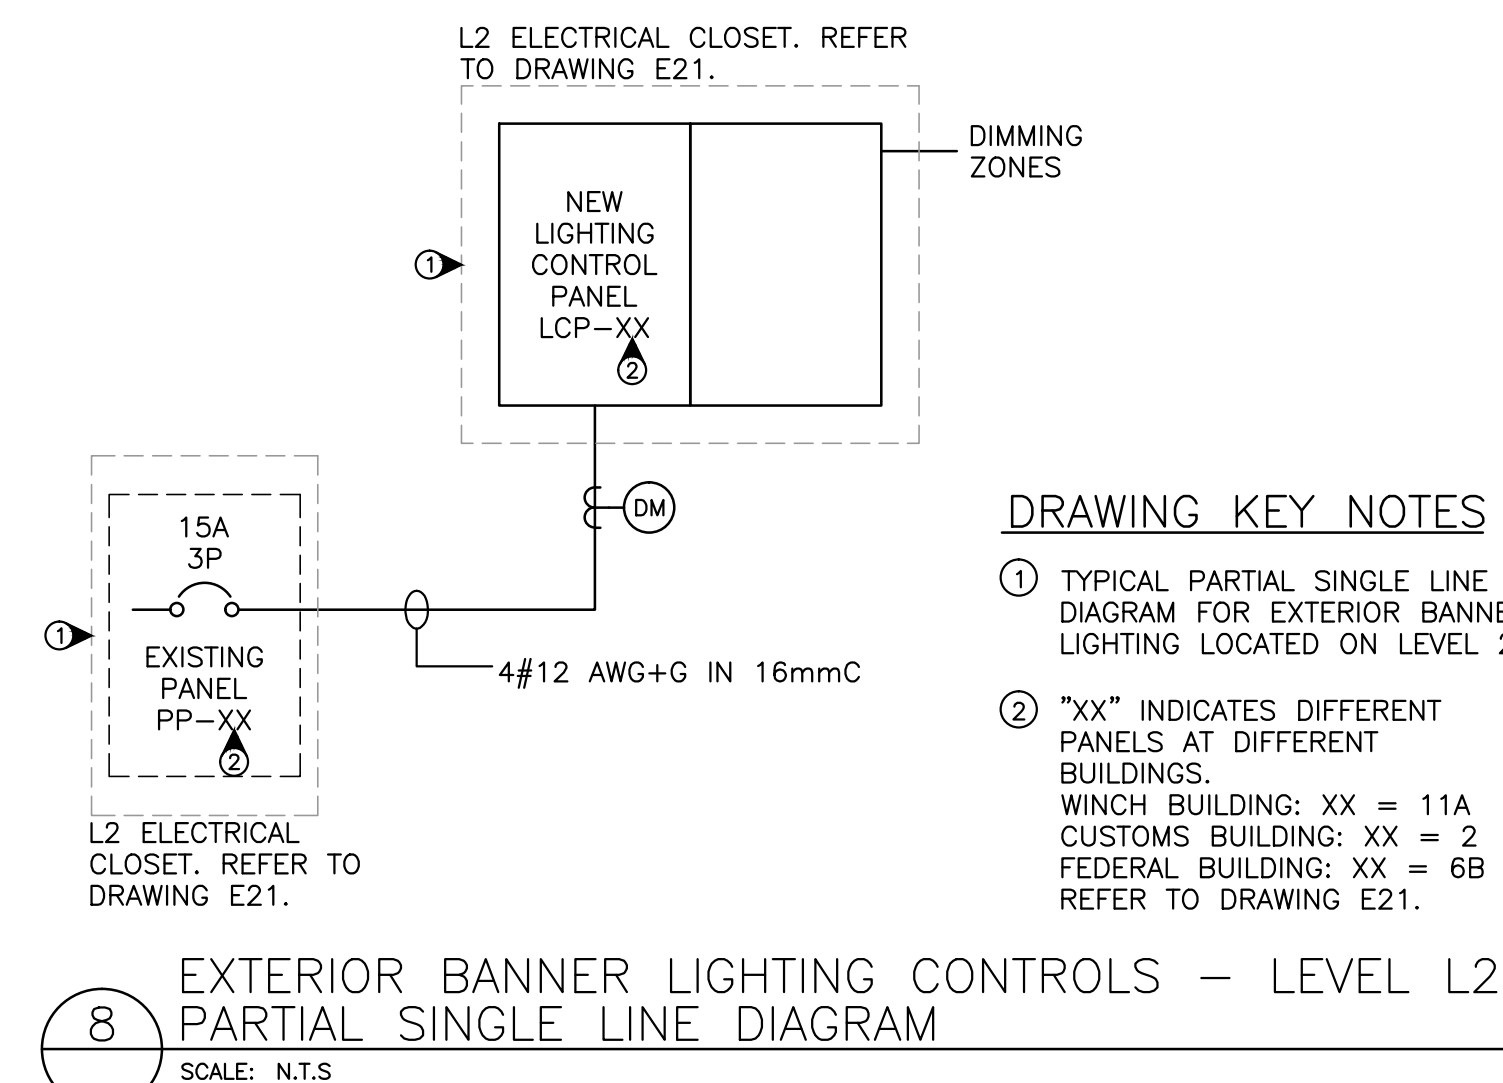 L2 ELECTRICAL CLOSET. REFER
TO DRAWING E21.
DIMMING
ZONES
NEW
LIGHTING
CONTROL
PANEL
LCP-XX
1
2
DM
15A
3P
1
EXISTING
PANEL
PP-XX
2
4#12 AWG+G IN 16mmC
L2 ELECTRICAL
CLOSET. REFER TO
DRAWING E21.
DRAWING KEY NOTES
1 TYPICAL PARTIAL SINGLE LINE
DIAGRAM FOR EXTERIOR
LIGHTING LOCATED ON LEVEL
2 "XX" INDICATES DIFFERENT
PANELS AT DIFFERENT
BUILDINGS.
WINCH BUILDING: XX = 11A
CUSTOMS BUILDING: XX = 2
FEDERAL BUILDING: XX = 6B
REFER TO DRAWING E21.
8
EXTERIOR BANNER LIGHTING CONTROLS - LEVEL L2
PARTIAL SINGLE LINE DIAGRAM
SCALE: N.T.S